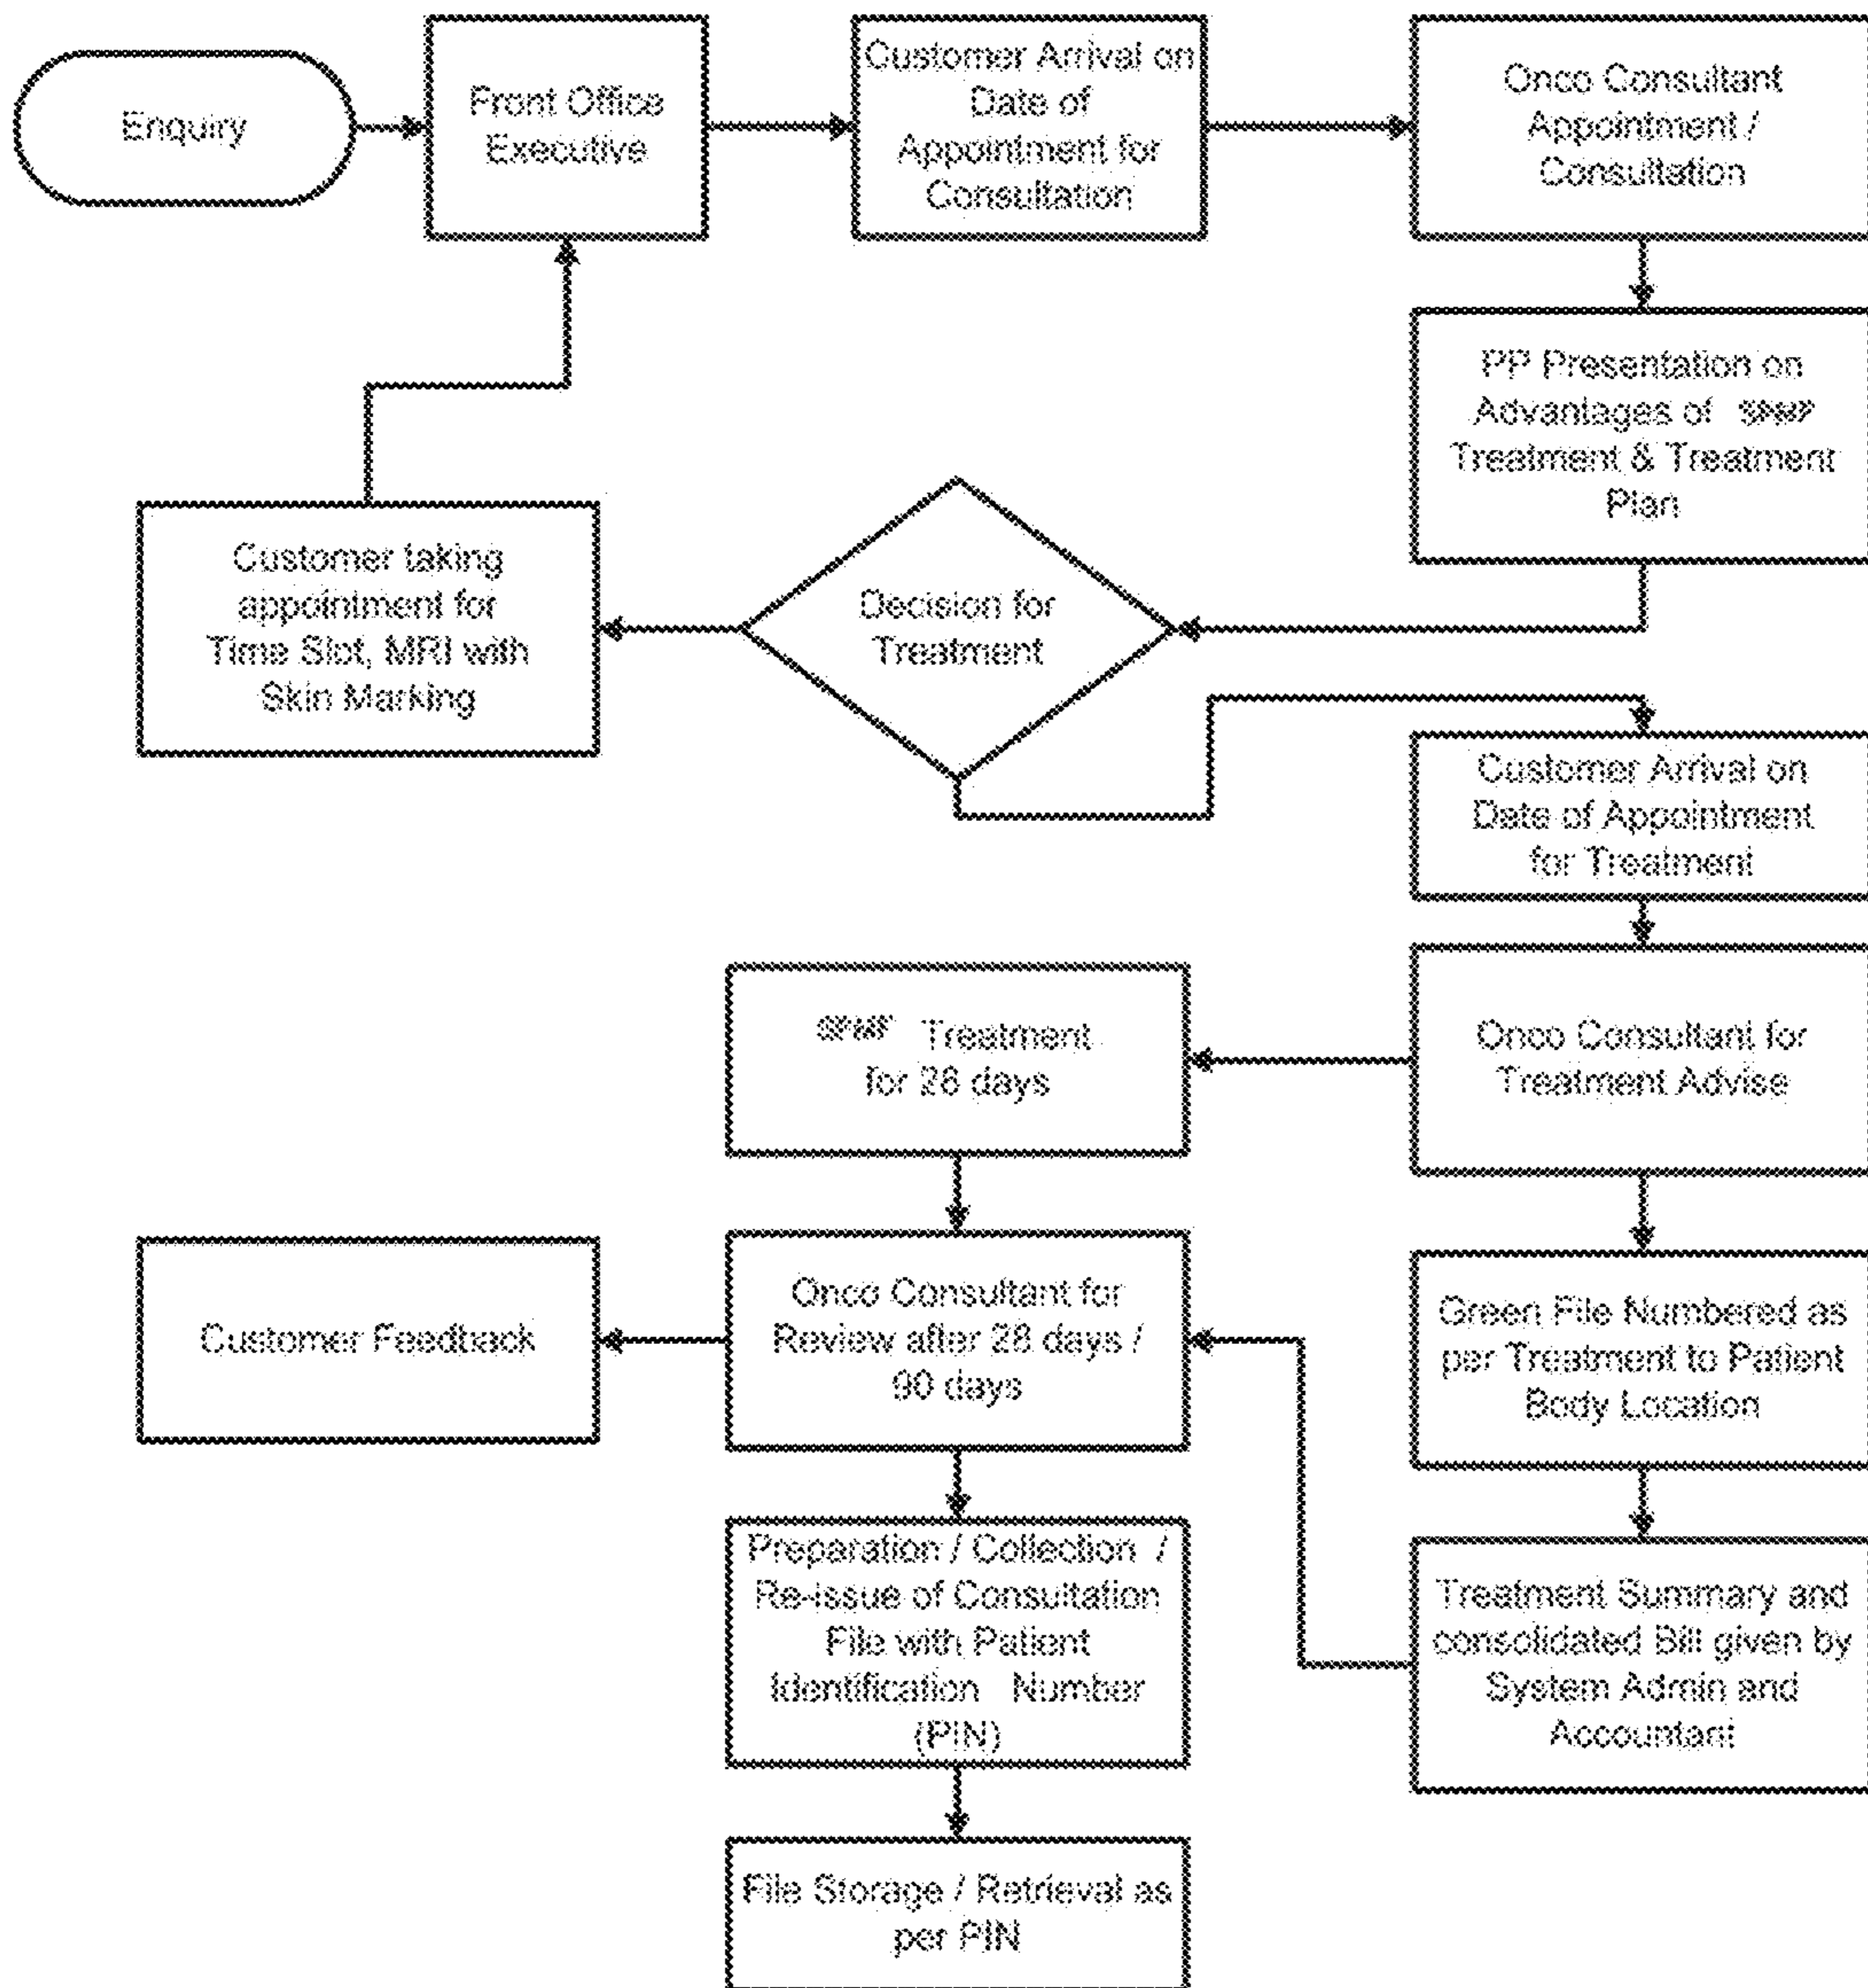 Enquiry
Front Office
Executive
Customer Arrival on
Date of
Appointment for
Consultation
Onco Consultant
Appointment /
Consultation
PP Presentation on
Advantages of
Treatment & Treatment
Plan
Customer taking
appointment for
Time Slot, MRI with
Skin Marking
Decision for
Treatment
Customer Arrival on
Date of Appointment
for Treatment
Treatment
for 28 days
Onco Consultant for
Treatment Advise
Customer Feedback
Onco Consultant for
Review after 28 days /
90 days
Green File Numbered as
per Treatment to Patient
Body Location
Preparation / Collection /
Re-issue of Consultation
File with Patient
Identification Number
(PIN)
Treatment Summary and
consolidated Bill given by
System Admin and
Accountant
File Storage / Retrieval as
per PIN